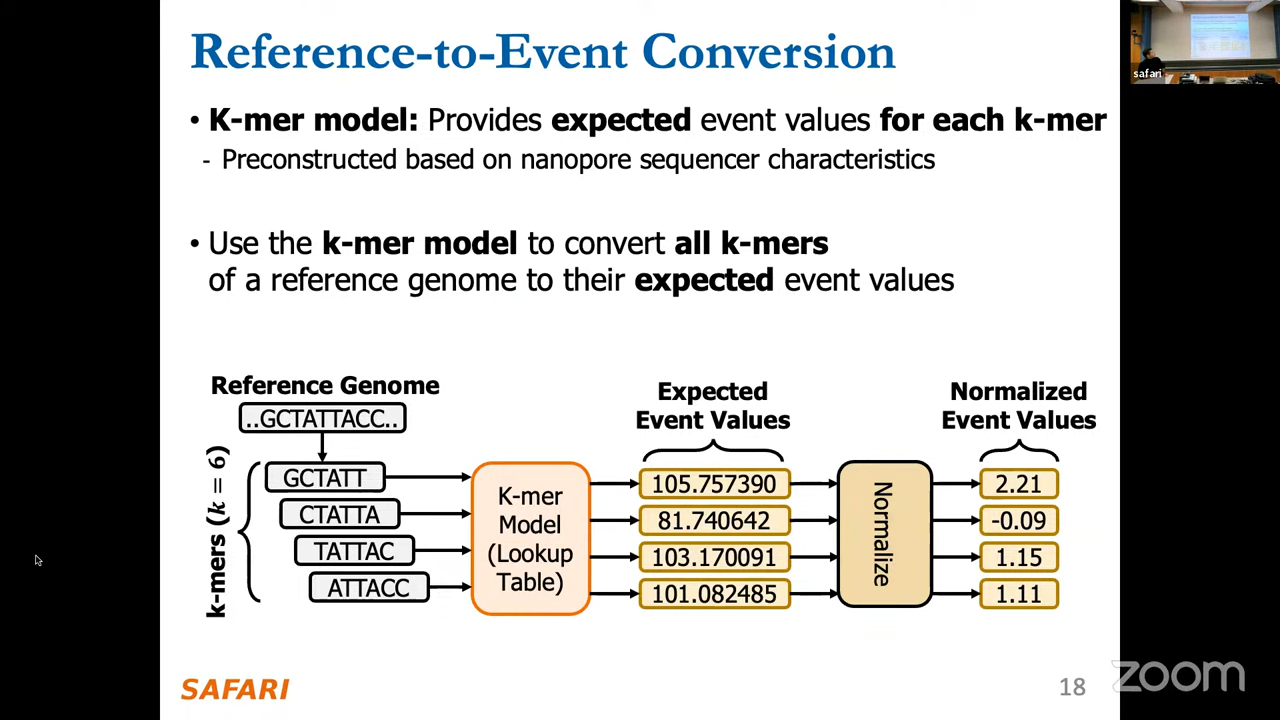 Reference-to-Event Conversion
• K-mer model: Provides expected event values for each k-mer
- Preconstructed based on nanopore sequencer characteristics
• Use the k-mer model to convert all k-mers
of a reference genome to their expected event values
Reference Genome
..GCTATTACC..
k-mers (k = 6)
GCTATT
CTATTA
TATTAC
ATTACC
K-mer
Model
(Lookup
Table)
Expected
Event Values
105.757390
81.740642
103.170091
101.082485
Normalize
Normalized
Event Values
2.21
-0.09
1.15
1.11
SAFARI
18
zoom
safari